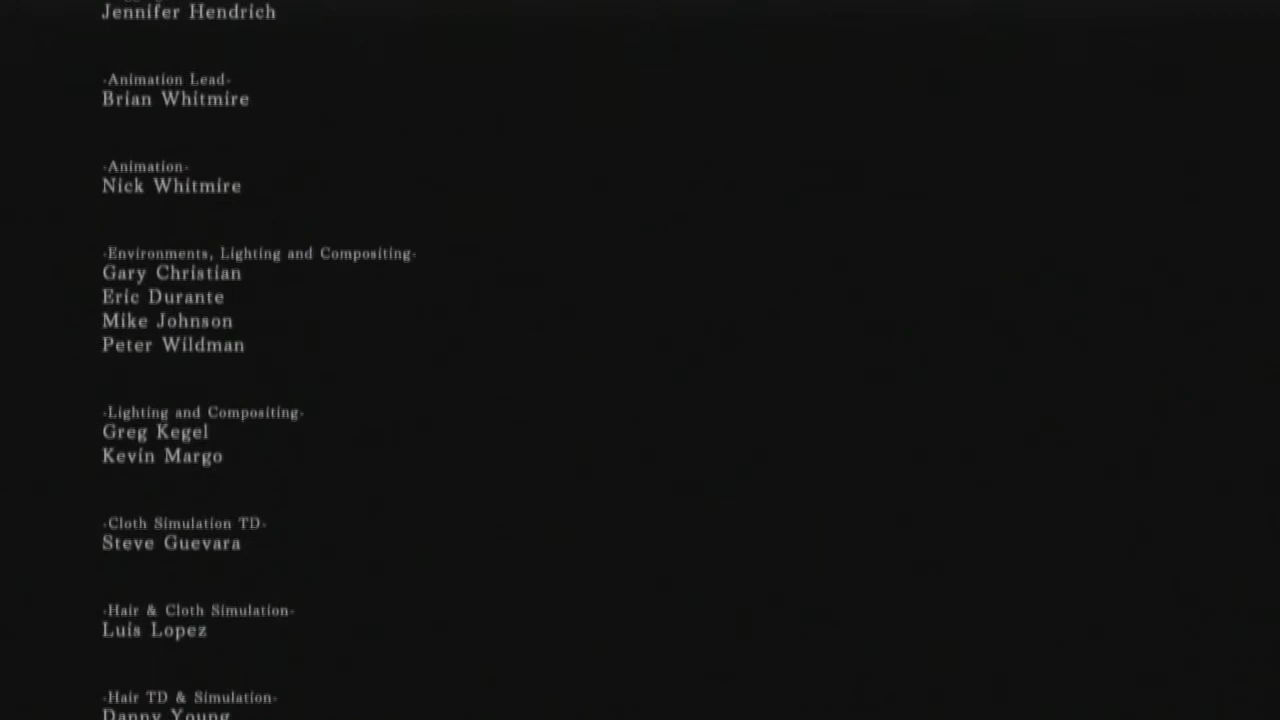 Jennifer Hendrich
-Animation Lead-
Brian Whitmire
-Animation-
Nick Whitmire
-Environments, Lighting and Compositing-
Gary Christian
Eric Durante
Mike Johnson
Peter Wildman
-Lighting and Compositing-
Greg Kegel
Kevin Margo
-Cloth Simulation TD-
Steve Guevara
-Hair & Cloth Simulation-
Luis Lopez
-Hair TD & Simulation-
Danny Young